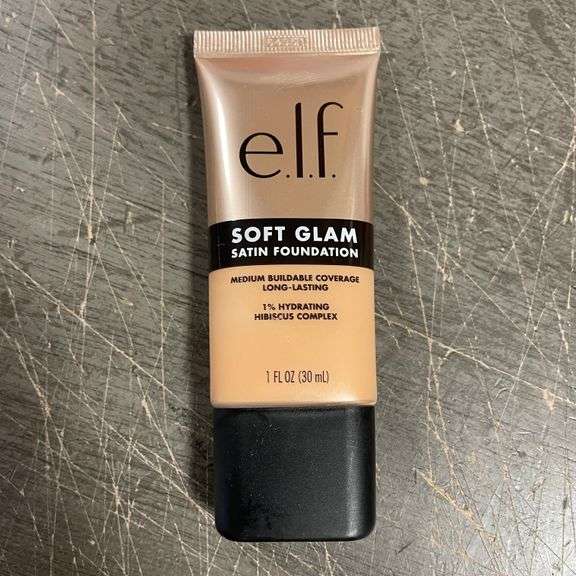 e.l.f.
SOFT GLAM
SATIN FOUNDATION
MEDIUM BUILDABLE COVERAGE
LONG-LASTING
1% HYDRATING
HIBISCUS COMPLEX
1 FL OZ (30 mL)